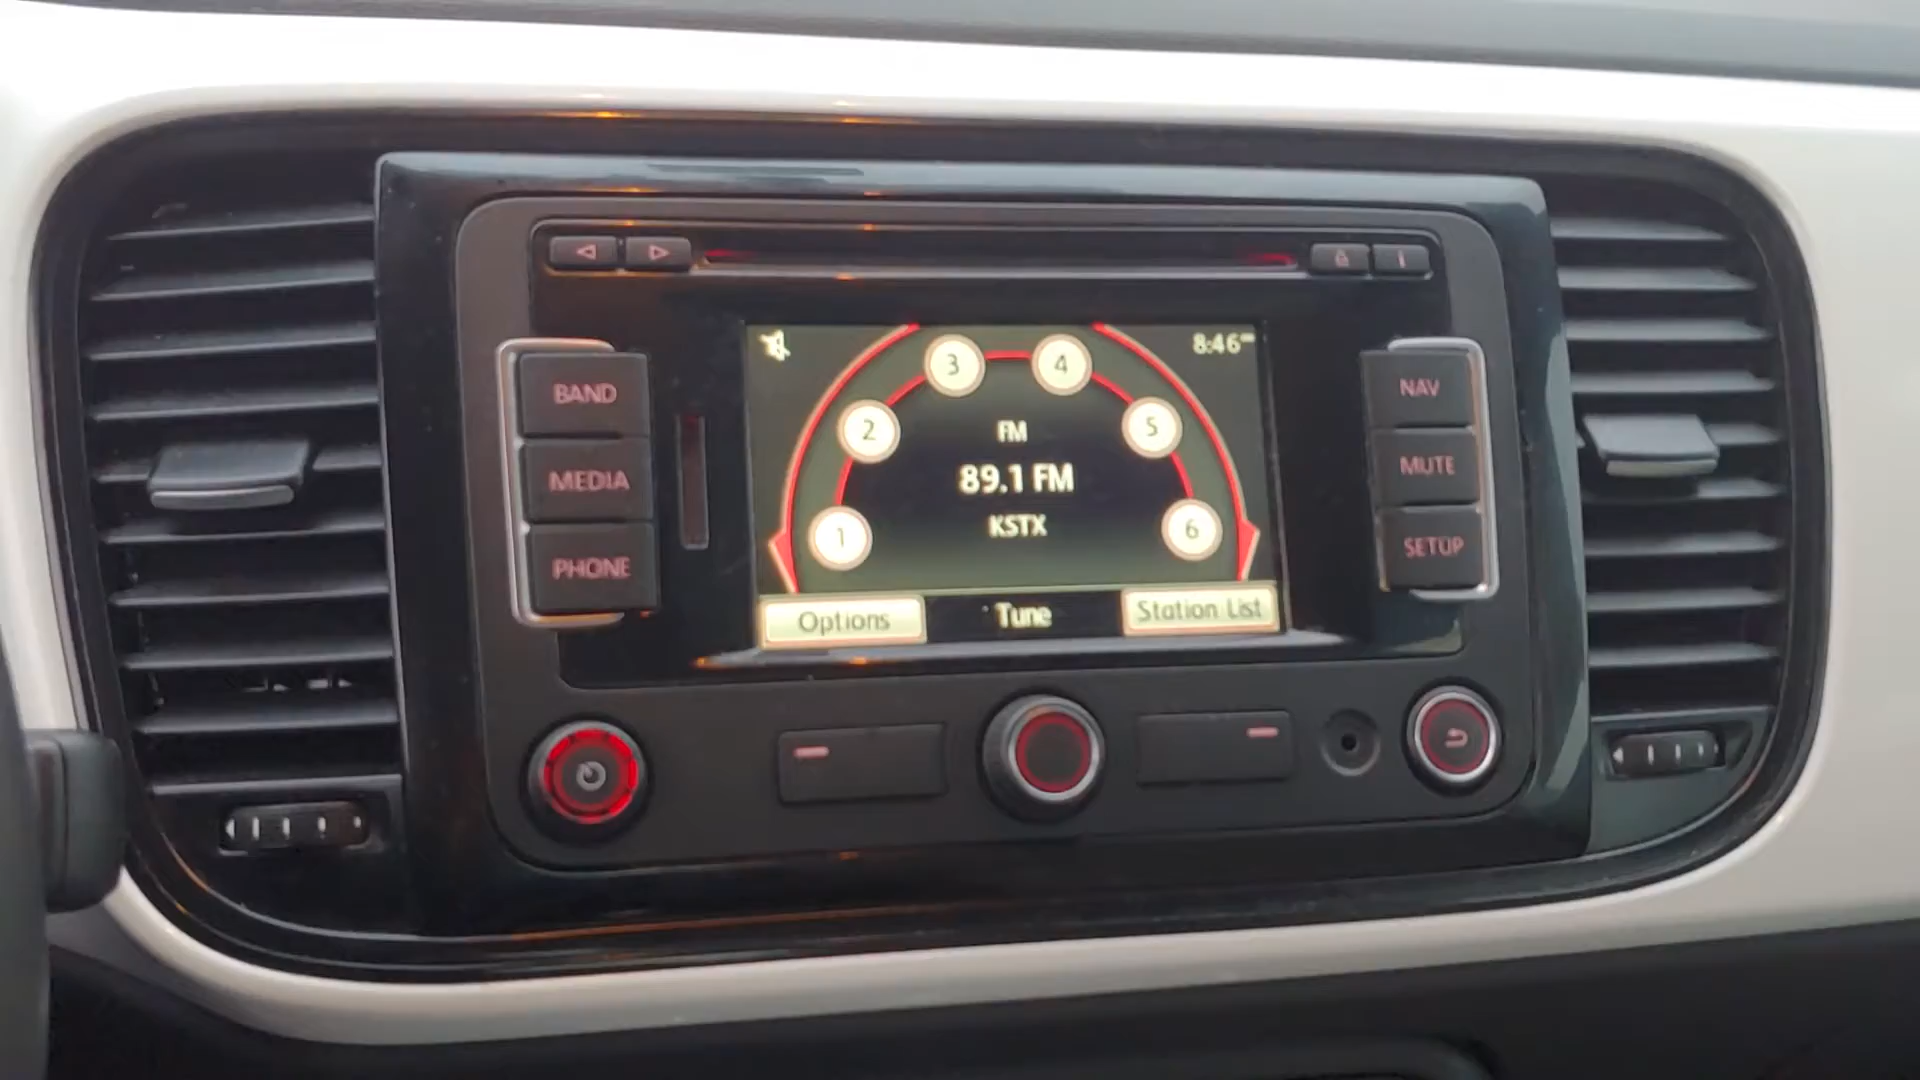 8:46
3
4
2
5
FM
89.1 FM
KSTX
1
6
Options
Tune
Station List
BAND
MEDIA
PHONE
NAV
MUTE
SETUP